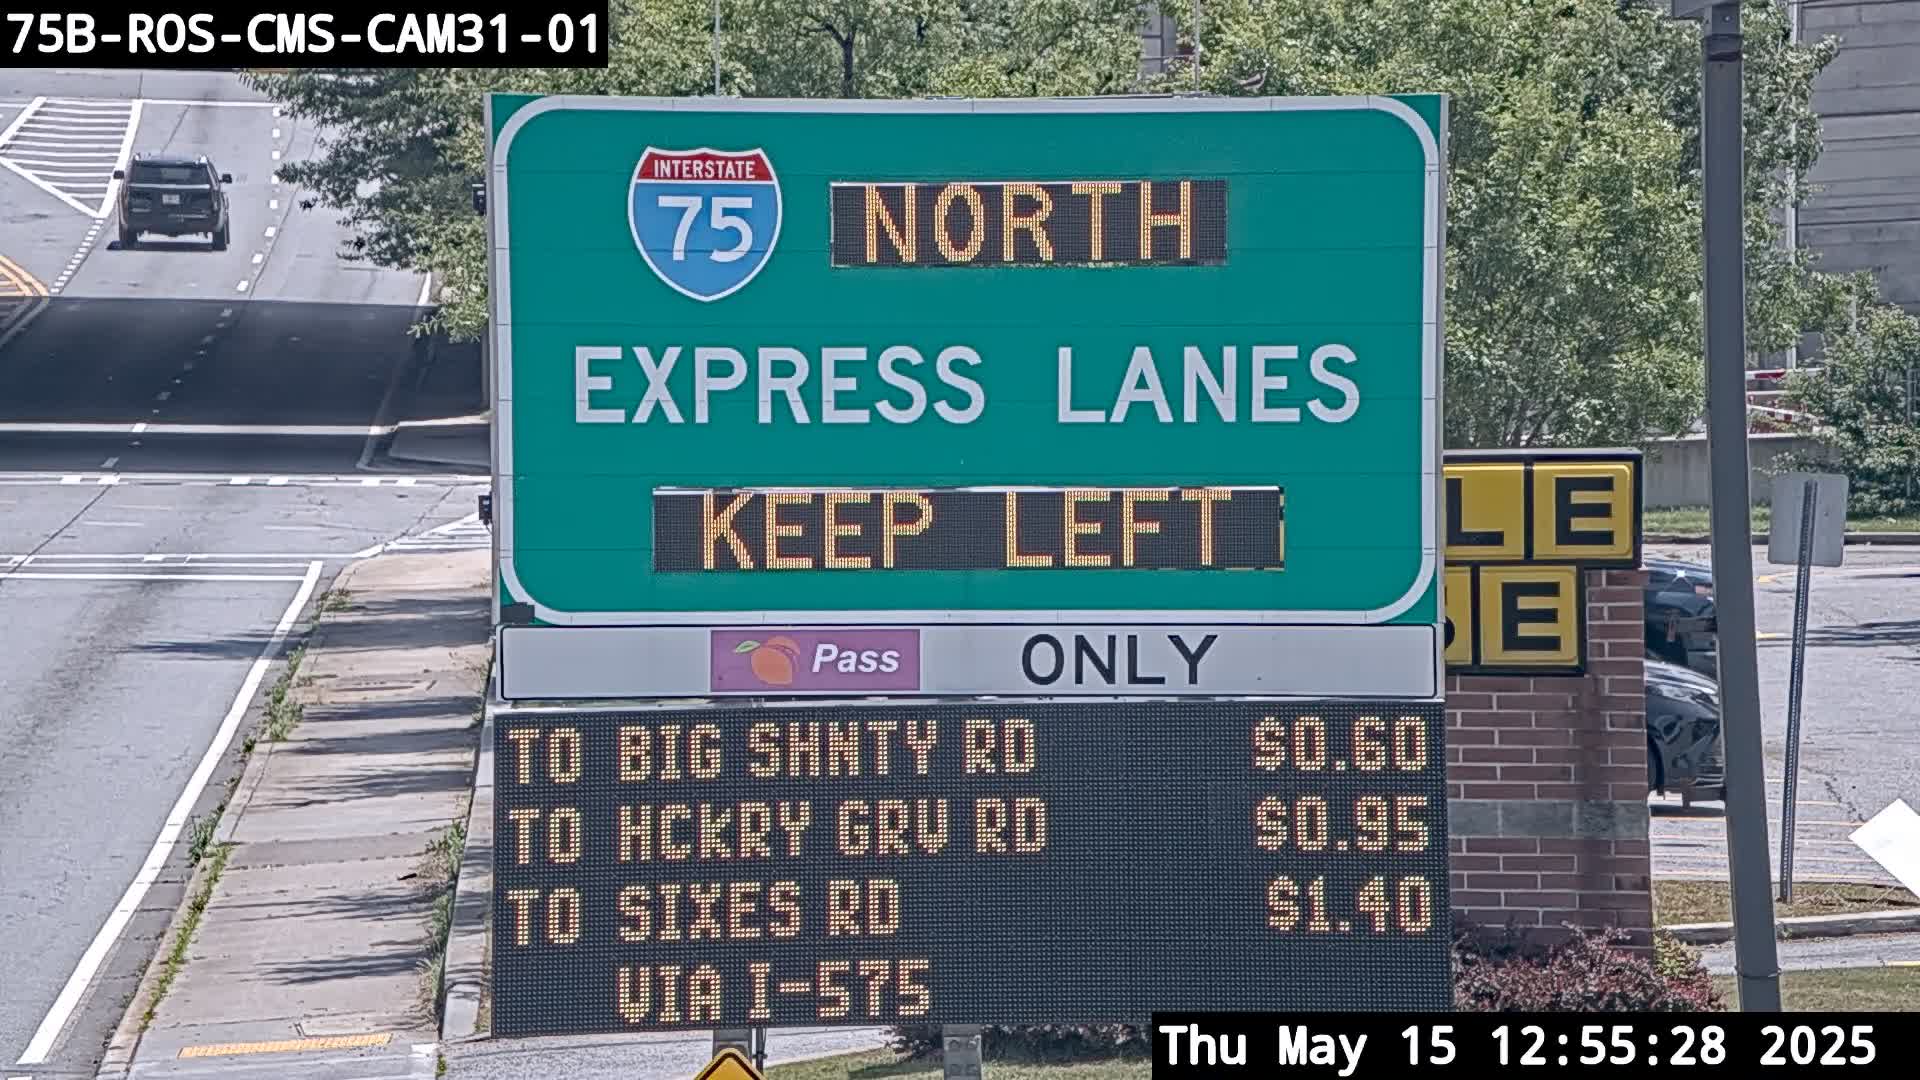 75B-ROS-CMS-CAM31-01
INTERSTATE
75
NORTH
EXPRESS LANES
KEEP LEFT
Pass ONLY
TO BIG SHNTY RD $0.60
TO HCKRY GRV RD $0.95
TO SIXES RD $1.40
VIA I-575
LE
E
Thu May 15 12:55:28 2025